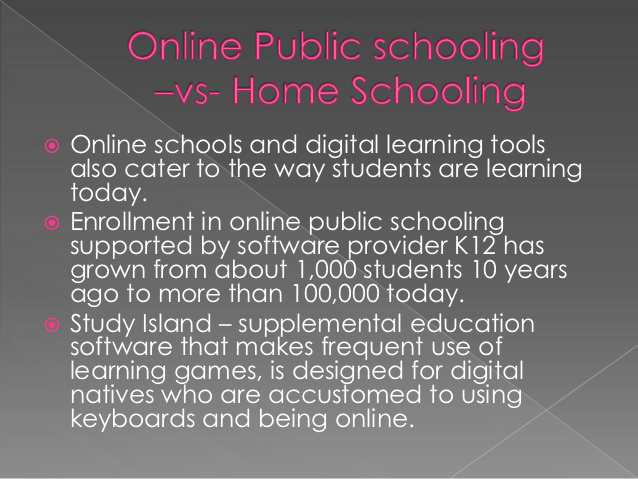 Online Public schooling
–vs- Home Schooling
Online schools and digital learning tools
also cater to the way students are learning
today.
Enrollment in online public schooling
supported by software provider K12 has
grown from about 1,000 students 10 years
ago to more than 100,000 today.
Study Island – supplemental education
software that makes frequent use of
learning games, is designed for digital
natives who are accustomed to using
keyboards and being online.